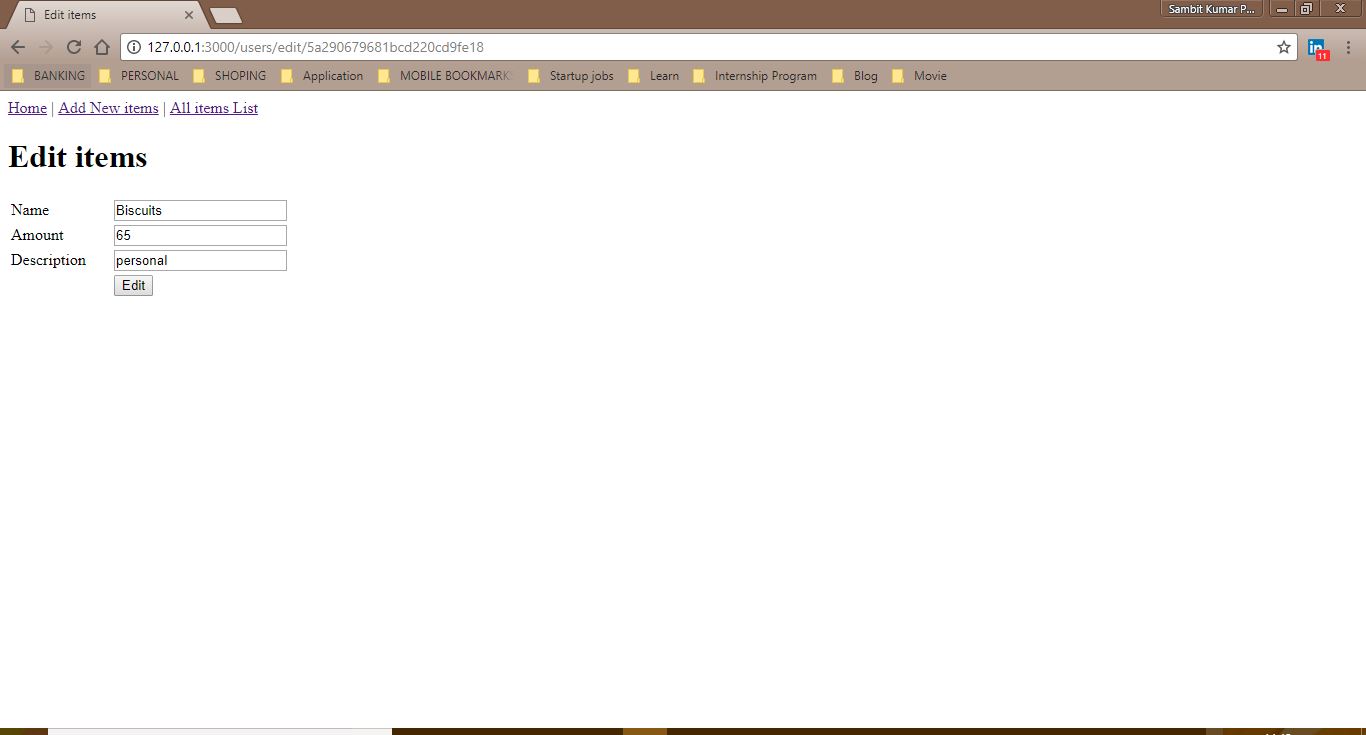 Edit items
Sambit Kumar P...
127.0.0.1:3000/users/edit/5a290679681bcd220cd9fe18
11
BANKING PERSONAL SHOPING Application MOBILE BOOKMARKS Startup jobs Learn Internship Program Blog Movie
Home | Add New items | All items List
Edit items
Name Biscuits
Amount 65
Description personal
Edit